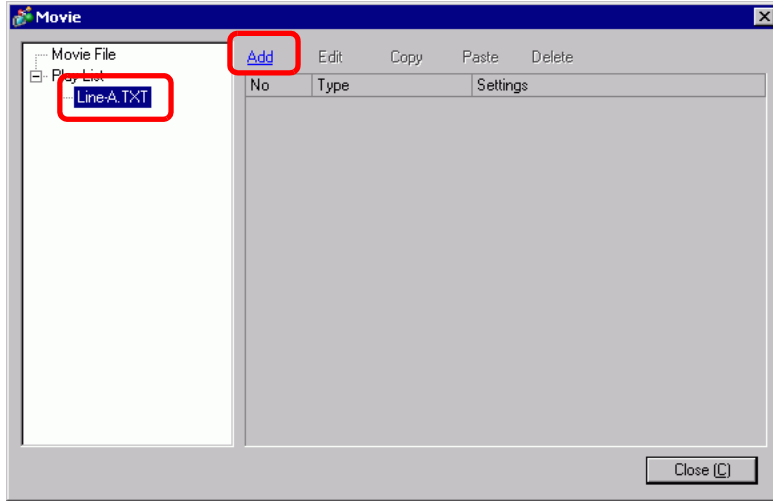 Movie
Movie File
Add Edit Copy Paste Delete
Play List
No Type Settings
Line-A.TXT
Close (C)